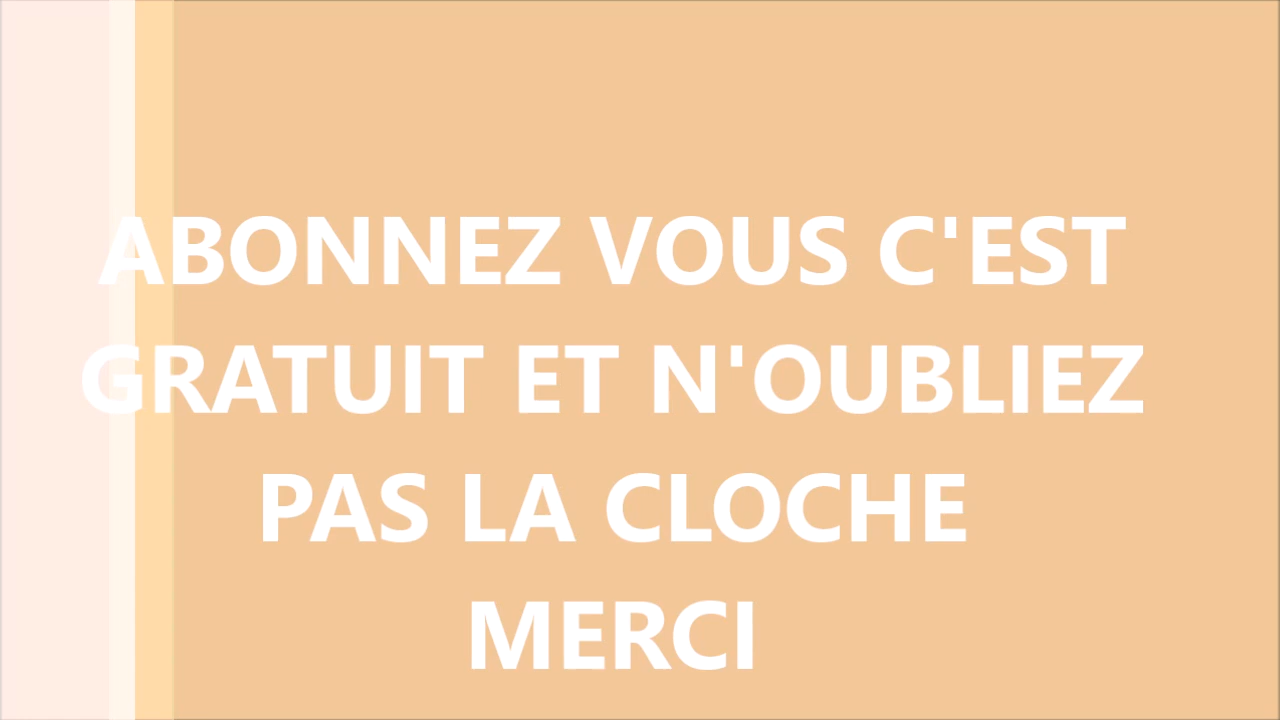 ABONNEZ VOUS C'EST
GRATUIT ET N'OUBLIEZ
PAS LA CLOCHE
MERCI